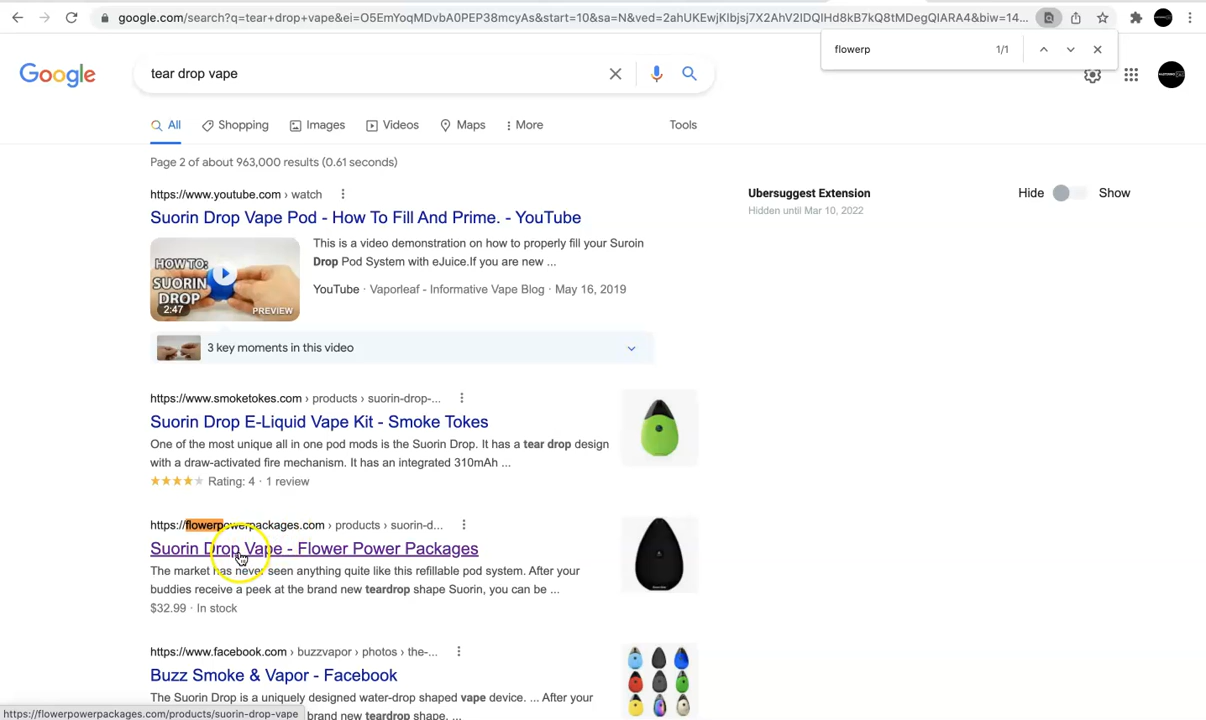 google.com/search?q=tear+drop+vape&ei=O5EmYoqMDvbA0PEP38mcyAs&start=10&sa=N&ved=2ahUKEwjKlbjsj7X2AhV2IDQIHd8kB7kQ8tMDegQIARA4&biw=14...
flowerp 1/1
Google
tear drop vape
All Shopping Images Videos Maps More Tools
Page 2 of about 963,000 results (0.61 seconds)
https://www.youtube.com › watch
Ubersuggest Extension Hide Show
Hidden until Mar 10, 2022
Suorin Drop Vape Pod - How To Fill And Prime. - YouTube
This is a video demonstration on how to properly fill your Suroin
Drop Pod System with eJuice.If you are new ...
YouTube · Vaporleaf - Informative Vape Blog · May 16, 2019
HOW TO:
SUORIN
DROP
2:47 PREVIEW
3 key moments in this video
https://www.smoketokes.com › products › suorin-drop-...
Suorin Drop E-Liquid Vape Kit - Smoke Tokes
One of the most unique all in one pod mods is the Suorin Drop. It has a tear drop design
with a draw-activated fire mechanism. It has an integrated 310mAh ...
Rating: 4 · 1 review
https://flowerpowerpackages.com › products › suorin-d...
Suorin Drop Vape - Flower Power Packages
The market has never seen anything quite like this refillable pod system. After your
buddies receive a peek at the brand new teardrop shape Suorin, you can be ...
$32.99 · In stock
https://www.facebook.com › buzzvapor › photos › the-...
Buzz Smoke & Vapor - Facebook
The Suorin Drop is a uniquely designed water-drop shaped vape device. ... After your
brand new teardrop shape.
https://flowerpowerpackages.com/products/suorin-drop-vape